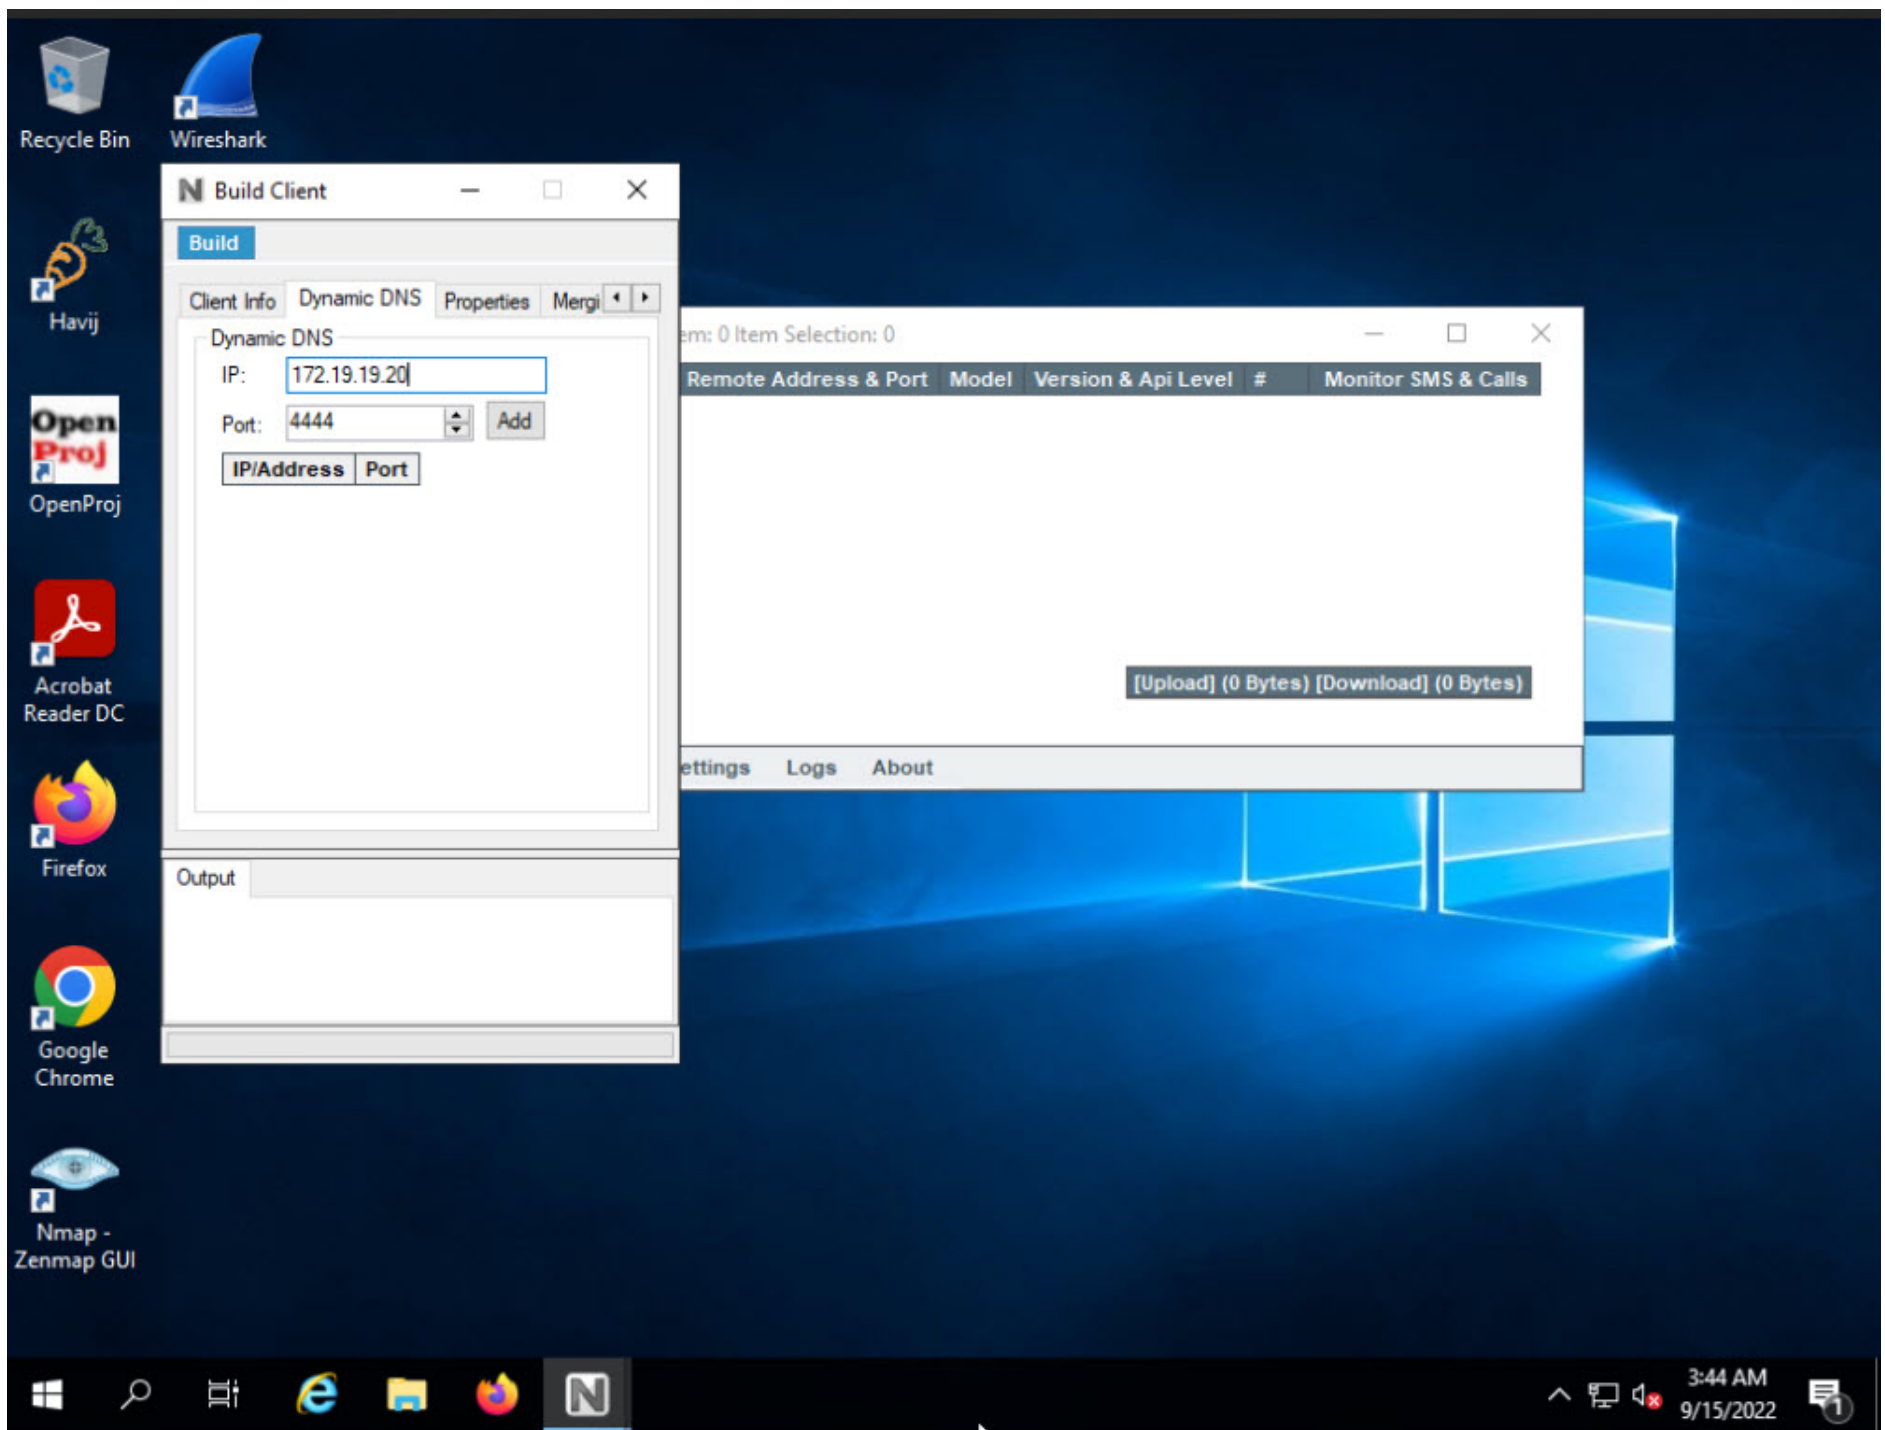 Recycle Bin
Wireshark
Build Client
Build
Client Info Dynamic DNS Properties Mergi
Dynamic DNS
IP: 172.19.19.20
Port: 4444 Add
IP/Address Port
Output
em: 0 Item Selection: 0
Remote Address & Port Model Version & Api Level # Monitor SMS & Calls
[Upload] (0 Bytes) [Download] (0 Bytes)
ettings Logs About
Havij
Open
Proj
OpenProj
Acrobat
Reader DC
Firefox
Google
Chrome
Nmap -
Zenmap GUI
3:44 AM
9/15/2022
1